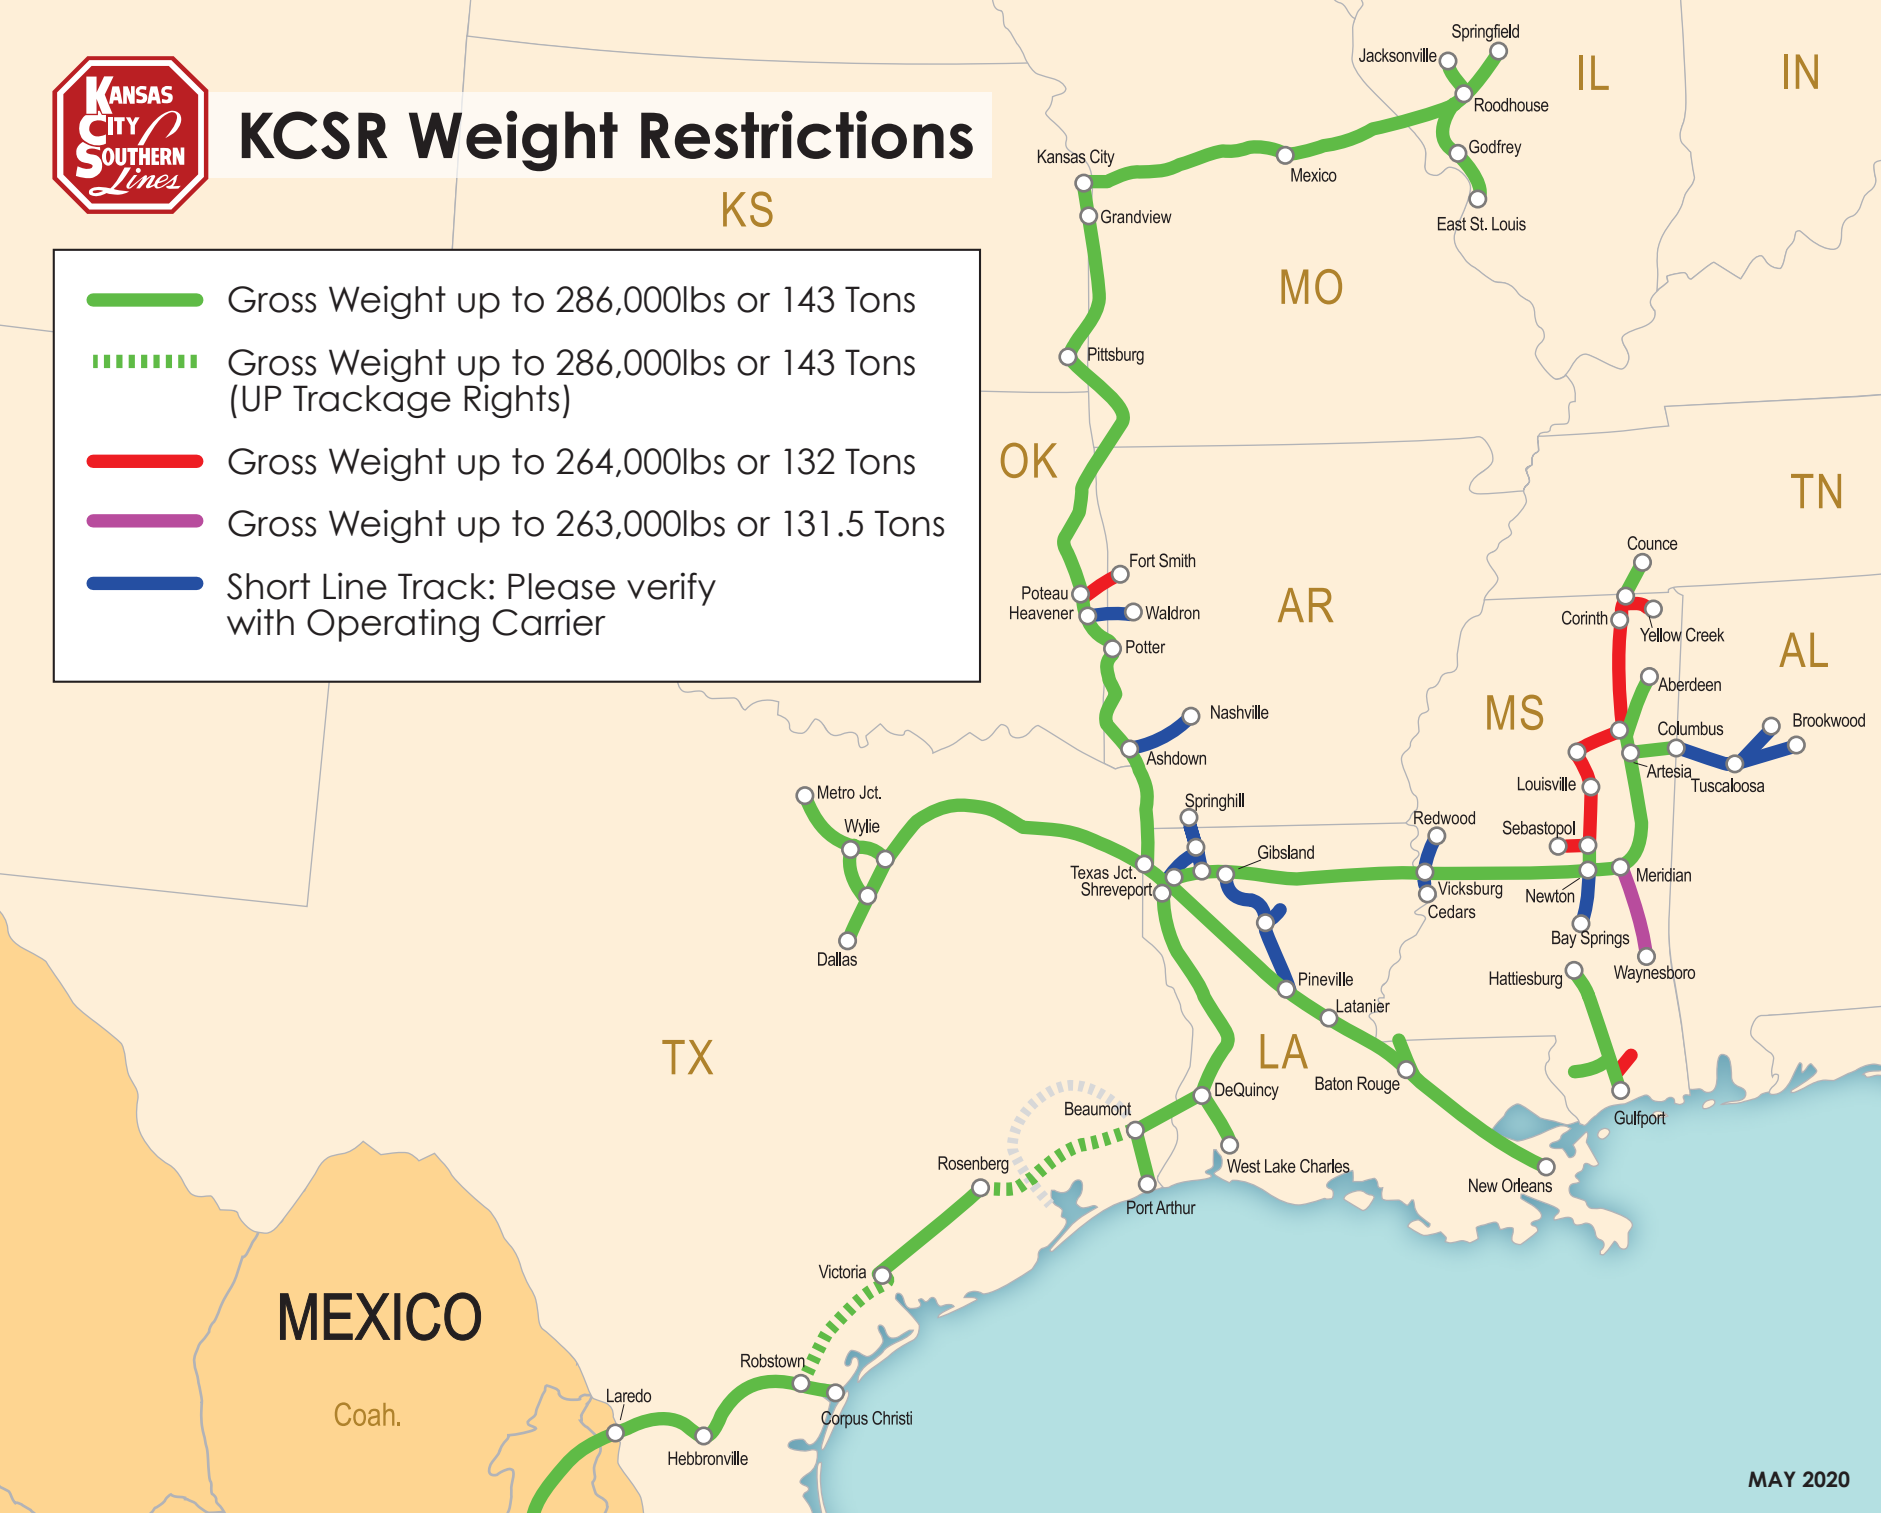 KANSAS
CITY
SOUTHERN
Lines
KCSR Weight Restrictions
Gross Weight up to 286,000lbs or 143 Tons
Gross Weight up to 286,000lbs or 143 Tons
(UP Trackage Rights)
Gross Weight up to 264,000lbs or 132 Tons
Gross Weight up to 263,000lbs or 131.5 Tons
Short Line Track: Please verify
with Operating Carrier
Springfield
Jacksonville
IL
IN
Roodhouse
Kansas City
Godfrey
Mexico
KS
Grandview
East St. Louis
MO
Pittsburg
OK
TN
Counce
Fort Smith
Poteau
Heavener
Waldron
AR
Corinth
Yellow Creek
Potter
AL
Aberdeen
Nashville
MS
Columbus
Brookwood
Ashdown
Artesia
Louisville
Tuscaloosa
Metro Jct.
Springhill
Redwood
Wylie
Sebastopol
Gibsland
Texas Jct.
Shreveport
Meridian
Vicksburg
Newton
Cedars
Bay Springs
Dallas
Waynesboro
Hattiesburg
Pineville
Latanier
TX
LA
Baton Rouge
DeQuincy
Beaumont
Gulfport
Rosenberg
West Lake Charles
New Orleans
Port Arthur
Victoria
MEXICO
Robstown
Laredo
Coah.
Corpus Christi
Hebbronville
MAY 2020